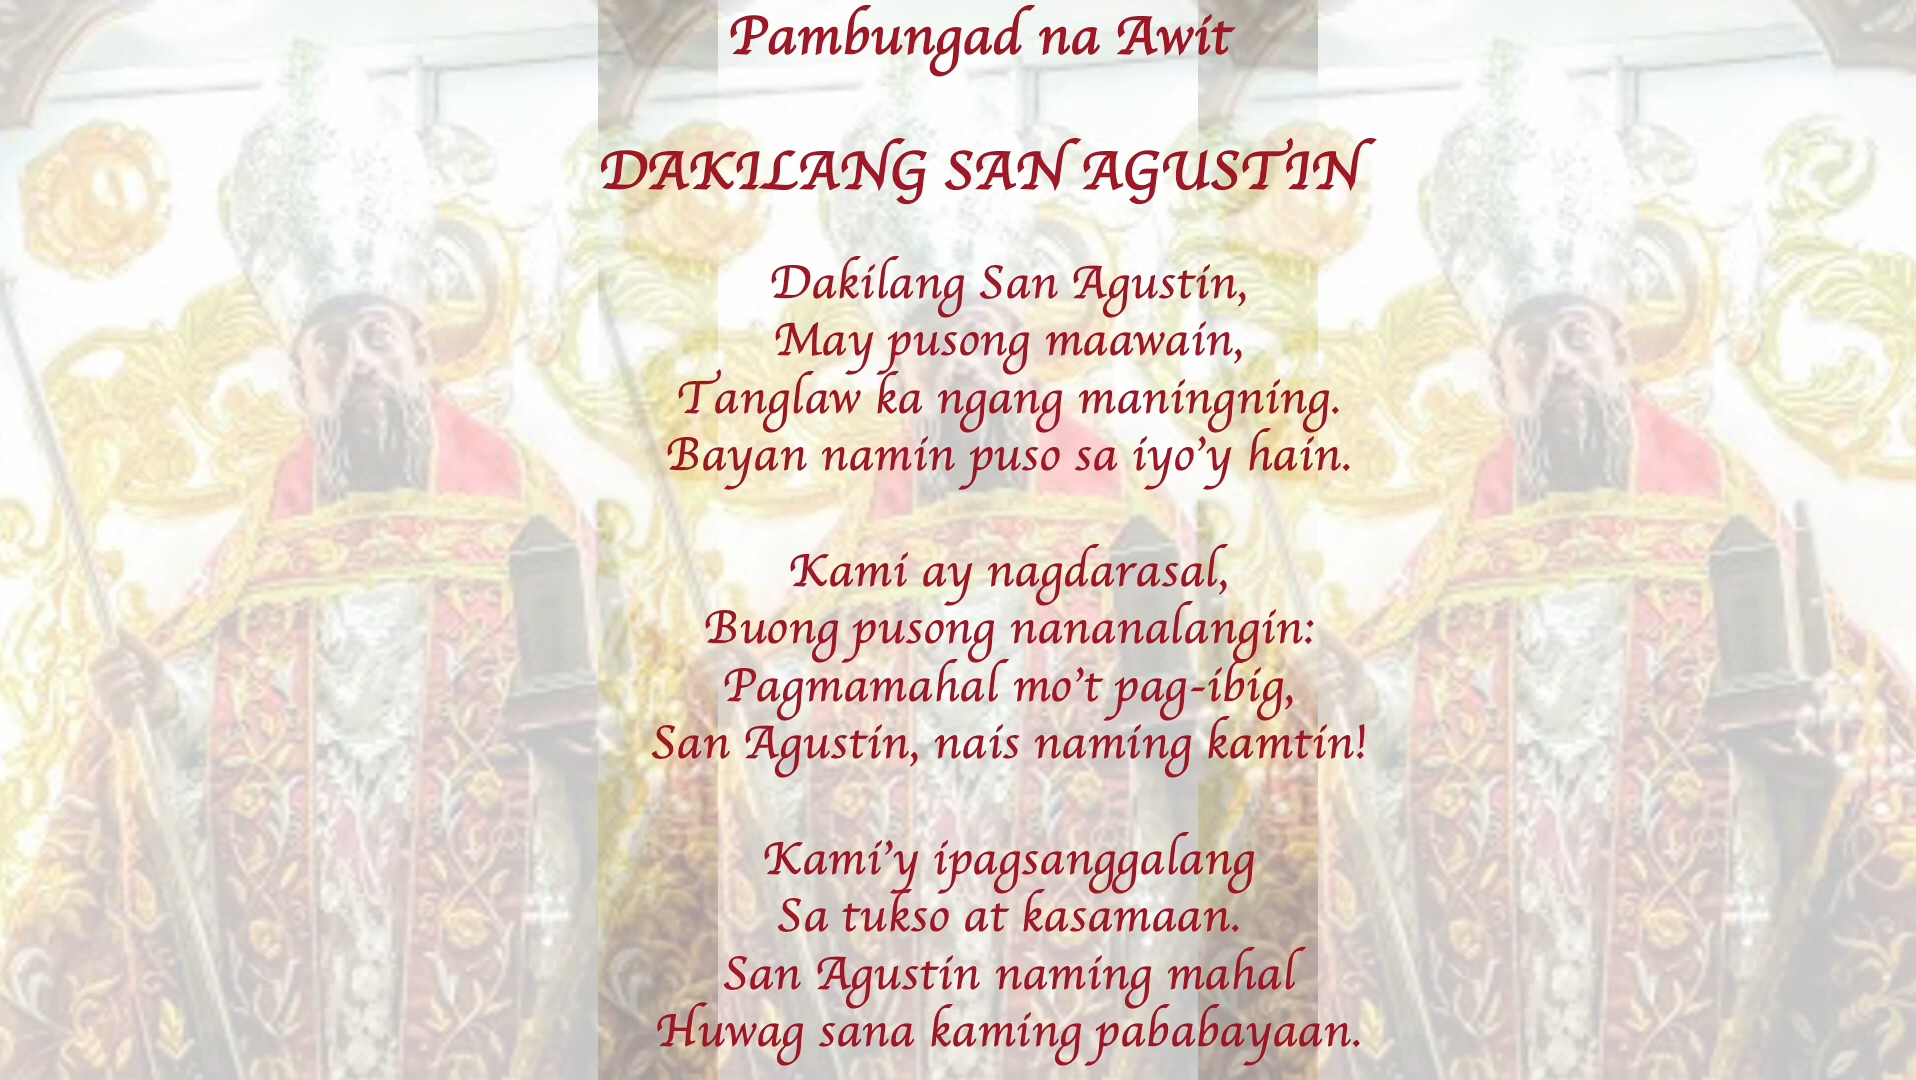 Pambungad na Awit
DAKILANG SAN AGUSTIN
Dakilang San Agustin,
May pusong maawain,
Tanglaw ka ngang maningning.
Bayan namin puso sa iyo'y hain.
Kami ay nagdarasal,
Buong pusong nananalangin:
Pagmamahal mo't pag-ibig,
San Agustin, nais naming kamtin!
Kami'y ipagsanggalang
Sa tukso at kasamaan.
San Agustin naming mahal
Huwag sana kaming pababayaan.